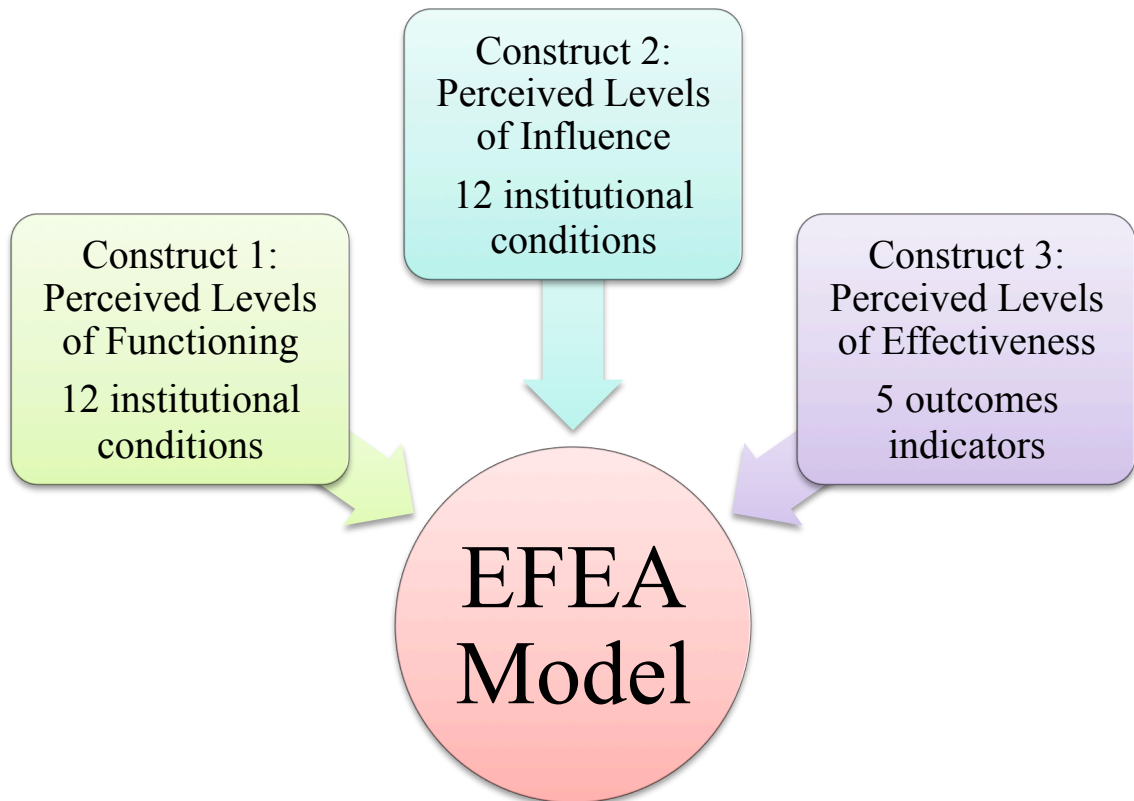 Construct 2:
Perceived Levels
of Influence
12 institutional
conditions
Construct 1:
Perceived Levels
of Functioning
12 institutional
conditions
Construct 3:
Perceived Levels
of Effectiveness
5 outcomes
indicators
EFEA
Model